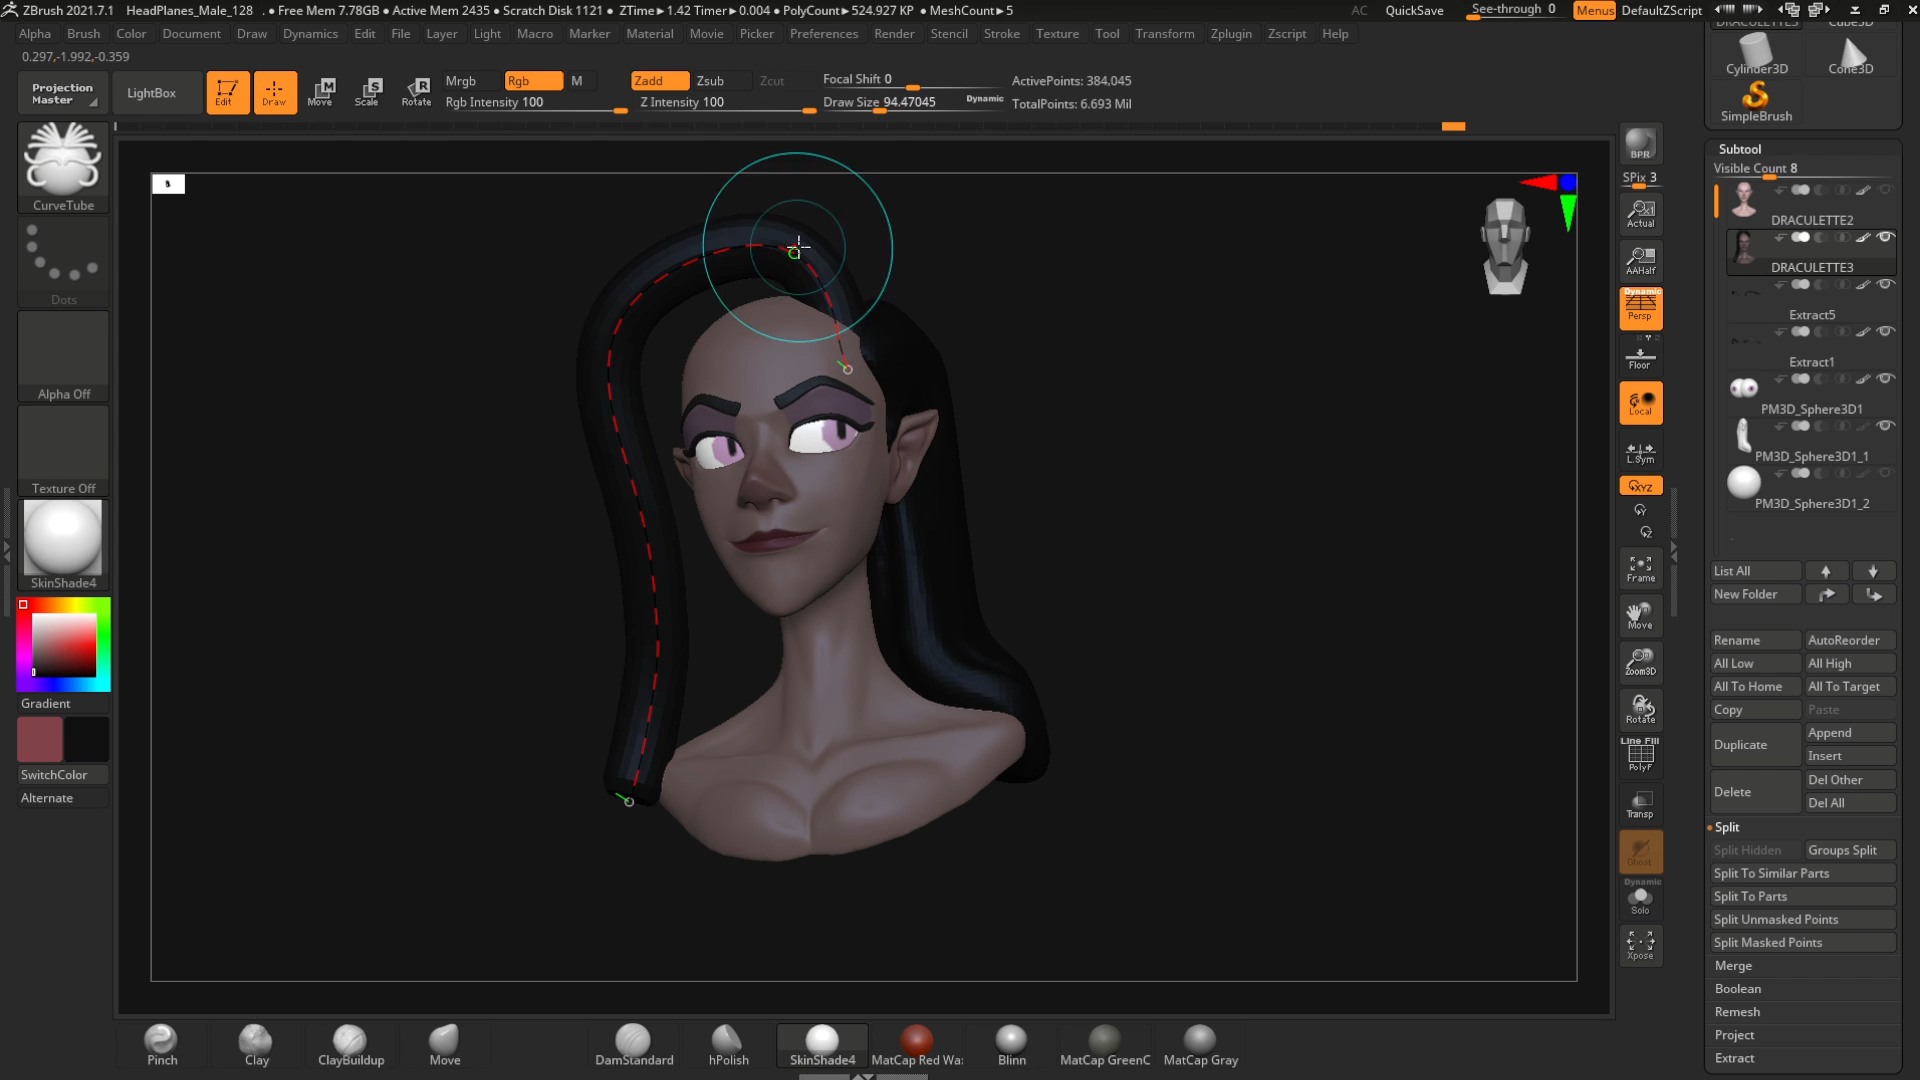 ZBrush 2021.7.1 HeadPlanes_Male_128 . • Free Mem 7.78GB • Active Mem 2435 • Scratch Disk 1121 • ZTime▸1.42 Timer▸0.004 • PolyCount▸524.927 KP • MeshCount▸5
AC QuickSave See-through 0 Menus DefaultZScript
Alpha Brush Color Document Draw Dynamics Edit File Layer Light Macro Marker Material Movie Picker Preferences Render Stencil Stroke Texture Tool Transform Zplugin Zscript Help
0.297,-1.992,-0.359
Projection Master
LightBox
Edit
Draw
Move
Scale
Rotate
Mrgb Rgb M
Rgb Intensity 100
Zadd Zsub Zcut
Z Intensity 100
Focal Shift 0
Draw Size 94.47045 Dynamic
ActivePoints: 384,045
TotalPoints: 6.693 Mil
CurveTube
Dots
Alpha Off
Texture Off
SkinShade4
Gradient
SwitchColor
Alternate
BPR
SPix 3
Actual
AAHalf
Dynamic
Persp
Floor
Local
L.Sym
XYZ
Frame
Move
Zoom3D
Rotate
Line Fill
PolyF
Transp
Ghost
Dynamic
Solo
Xpose
Cylinder3D Cone3D
SimpleBrush
Subtool
Visible Count 8
DRACULETTE2
DRACULETTE3
Extract5
Extract1
PM3D_Sphere3D1
PM3D_Sphere3D1_1
PM3D_Sphere3D1_2
List All
New Folder
Rename AutoReorder
All Low All High
All To Home All To Target
Copy Paste
Duplicate Append
Insert
Delete Del Other
Del All
Split
Split Hidden Groups Split
Split To Similar Parts
Split To Parts
Split Unmasked Points
Split Masked Points
Merge
Boolean
Remesh
Project
Extract
Pinch Clay ClayBuildup Move DamStandard hPolish SkinShade4 MatCap Red Wa: Blinn MatCap GreenC MatCap Gray